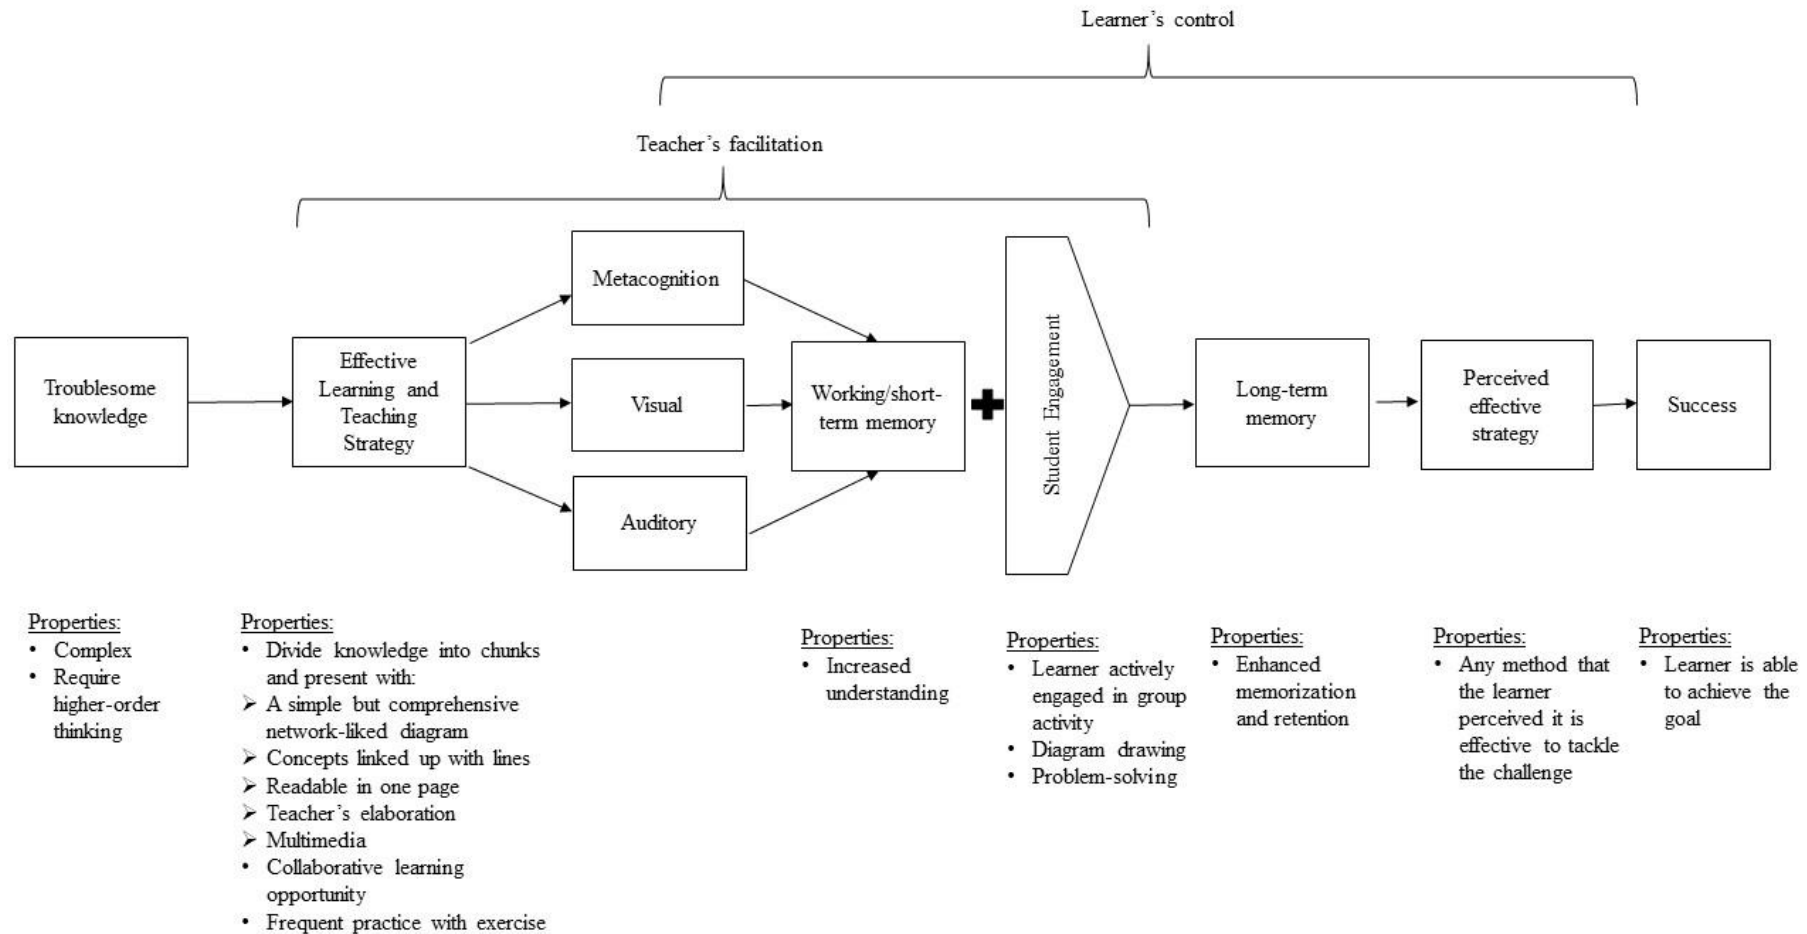 Learner’s control
Teacher’s facilitation
Metacognition
Troublesome
knowledge
Effective
Learning and
Teaching
Strategy
Visual
Auditory
Working/short-
term memory
Student Engagement
Long-term
memory
Perceived
effective
strategy
Success
Properties:
• Complex
• Require
higher-order
thinking
Properties:
• Divide knowledge into chunks
and present with:
➢ A simple but comprehensive
network-liked diagram
➢ Concepts linked up with lines
➢ Readable in one page
➢ Teacher’s elaboration
➢ Multimedia
• Collaborative learning
opportunity
• Frequent practice with exercise
Properties:
• Increased
understanding
Properties:
• Learner actively
engaged in group
activity
• Diagram drawing
• Problem-solving
Properties:
• Enhanced
memorization
and retention
Properties:
• Any method that
the learner
perceived it is
effective to tackle
the challenge
Properties:
• Learner is able
to achieve the
goal